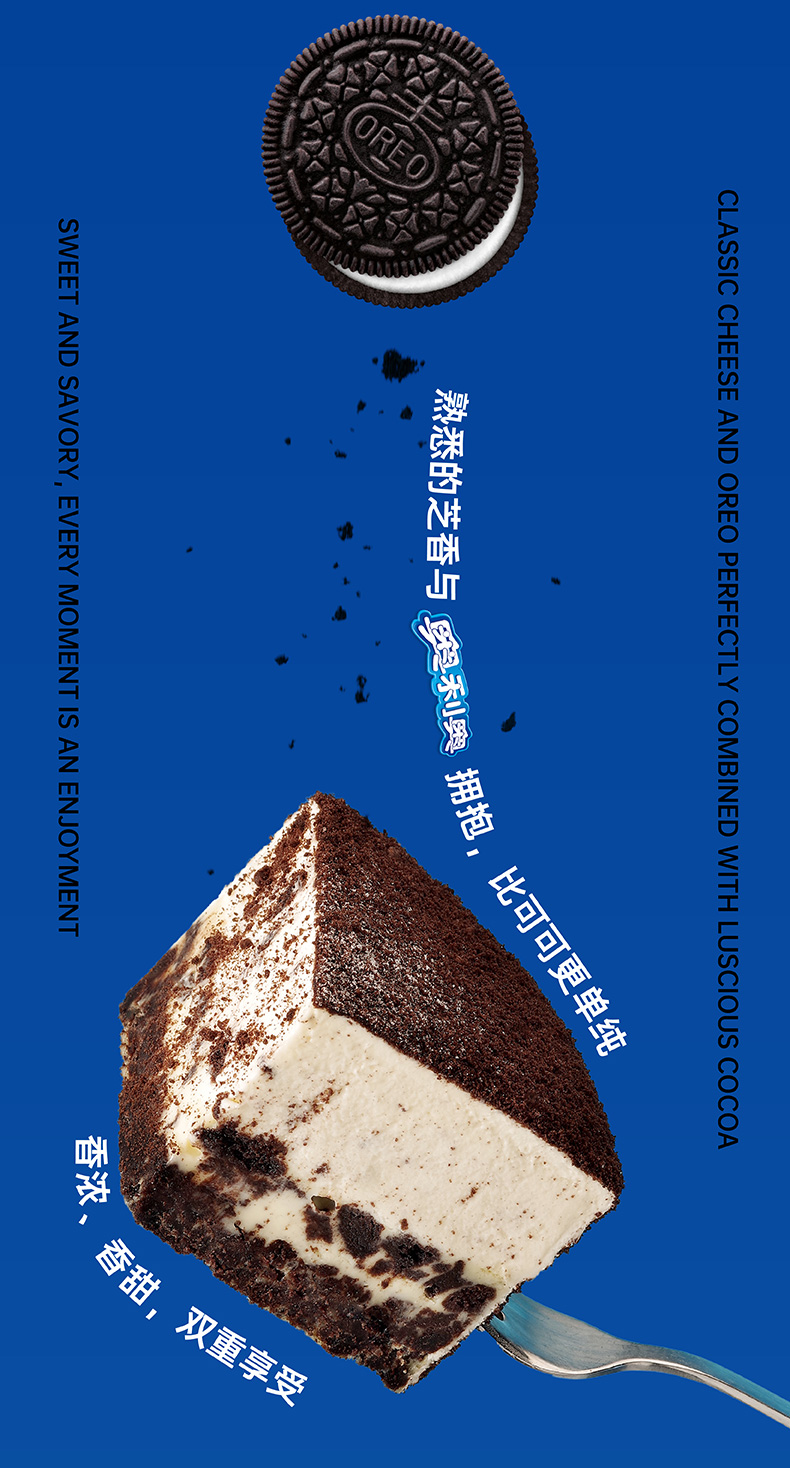 OREO
CLASSIC CHEESE AND OREO PERFECTLY COMBINED WITH LUSCIOUS COCOA
熟悉的芝香与 奥利奥 拥抱，比可可更单纯
SWEET AND SAVORY, EVERY MOMENT IS AN ENJOYMENT
香浓、香甜，双重享受